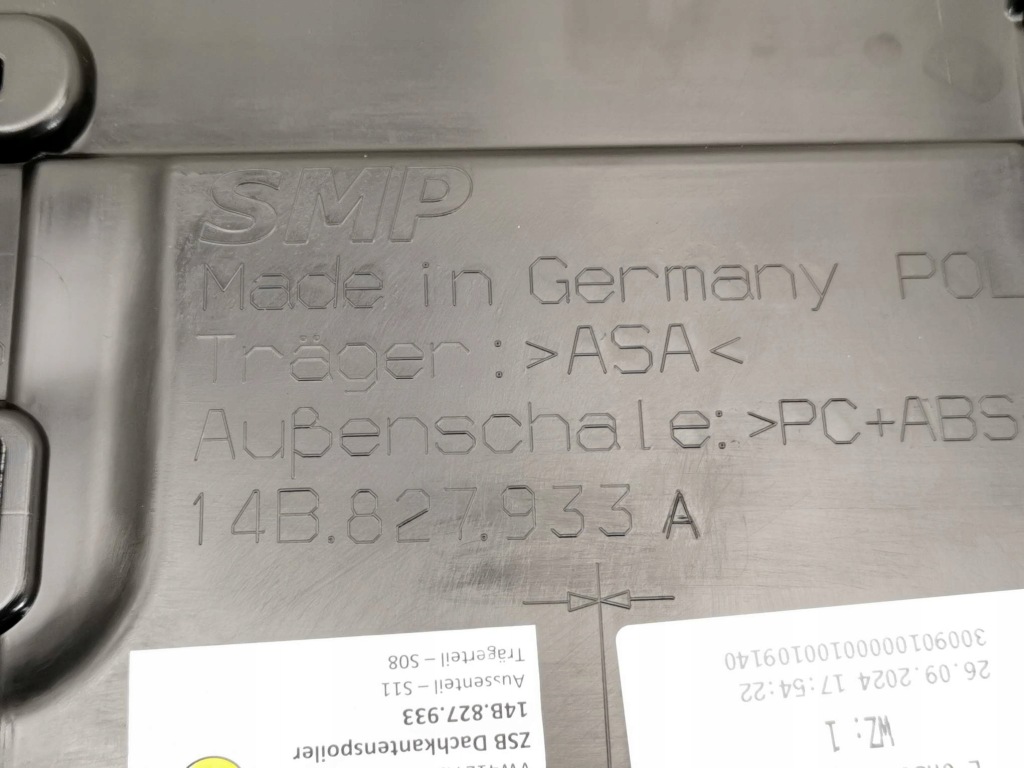 SMP
Made in Germany POL
Träger: >ASA<
Außenschale: >PC+ABS
14B.827.933 A
ZSB Dachkantenspoiler
14B.827.933
Aussenteil – S11
Trägerteil – S08
WZ: 1
26.09.2024 17:54:22
3009010000100109140